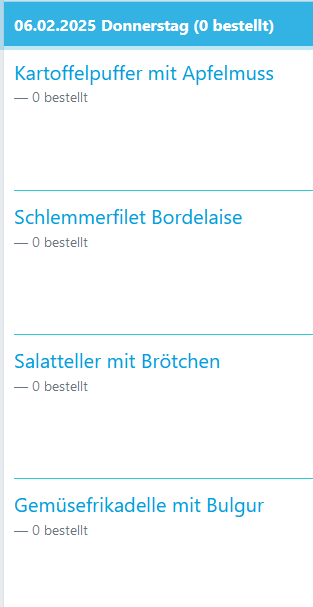 06.02.2025 Donnerstag (0 bestellt)
Kartoffelpuffer mit Apfelmuss
— 0 bestellt
Schlemmerfilet Bordelaise
— 0 bestellt
Salatteller mit Brötchen
— 0 bestellt
Gemüsefrikadelle mit Bulgur
— 0 bestellt